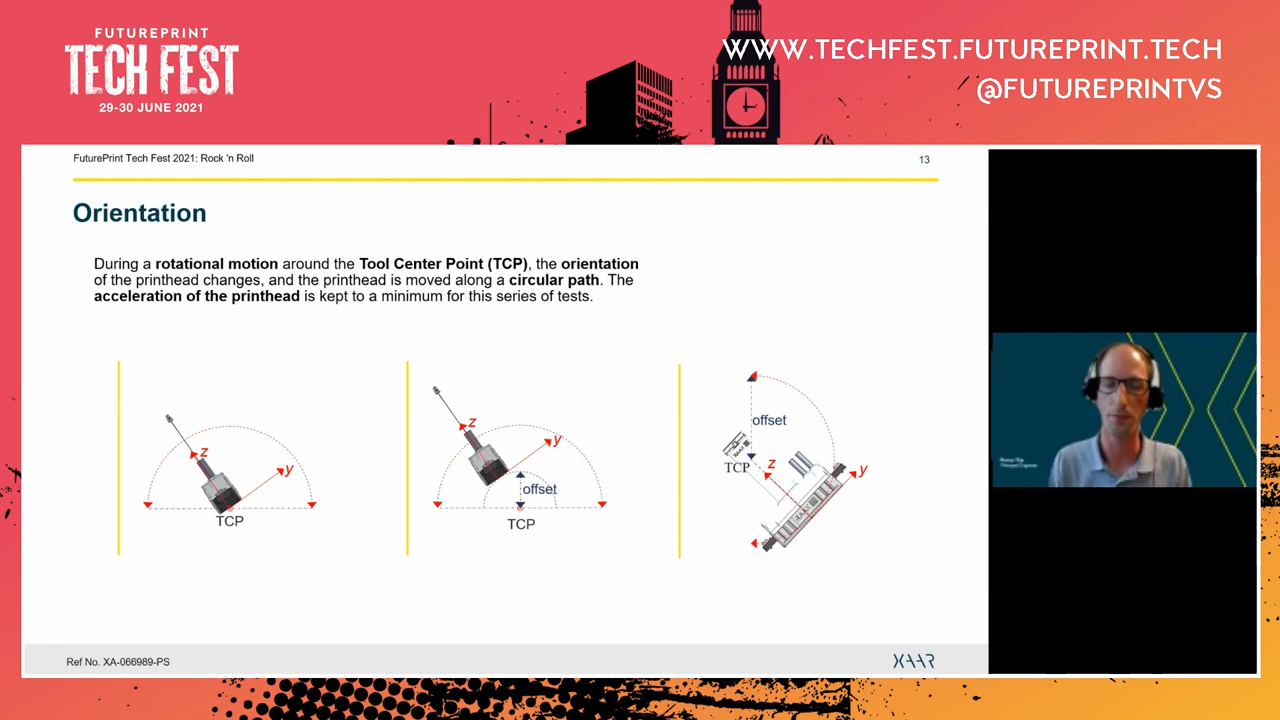 FUTUREPRINT
TECH FEST
29-30 JUNE 2021
WWW.TECHFEST.FUTUREPRINT.TECH
@FUTUREPRINTVS
FuturePrint Tech Fest 2021: Rock 'n Roll
13
Orientation
During a rotational motion around the Tool Center Point (TCP), the orientation
of the printhead changes, and the printhead is moved along a circular path. The
acceleration of the printhead is kept to a minimum for this series of tests.
z
y
TCP
z
y
offset
TCP
offset
TCP
z
y
XAAR
Ref No. XA-066989-PS
XAAR